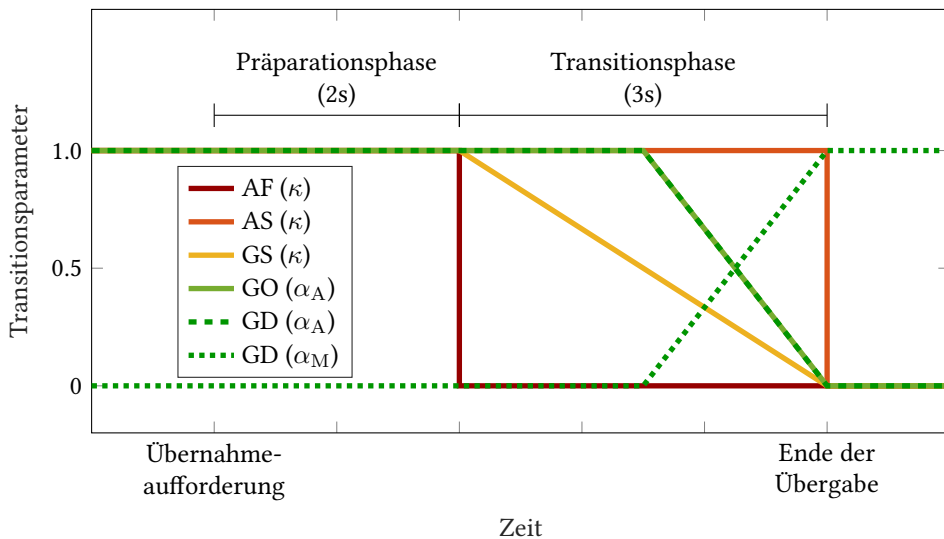 Präparationsphase
(2s)
Transitionsphase
(3s)
Transitionsparameter
1.0
0.5
0
AF (κ)
AS (κ)
GS (κ)
GO (α_A)
GD (α_A)
GD (α_M)
Übernahme-
aufforderung
Ende der
Übergabe
Zeit